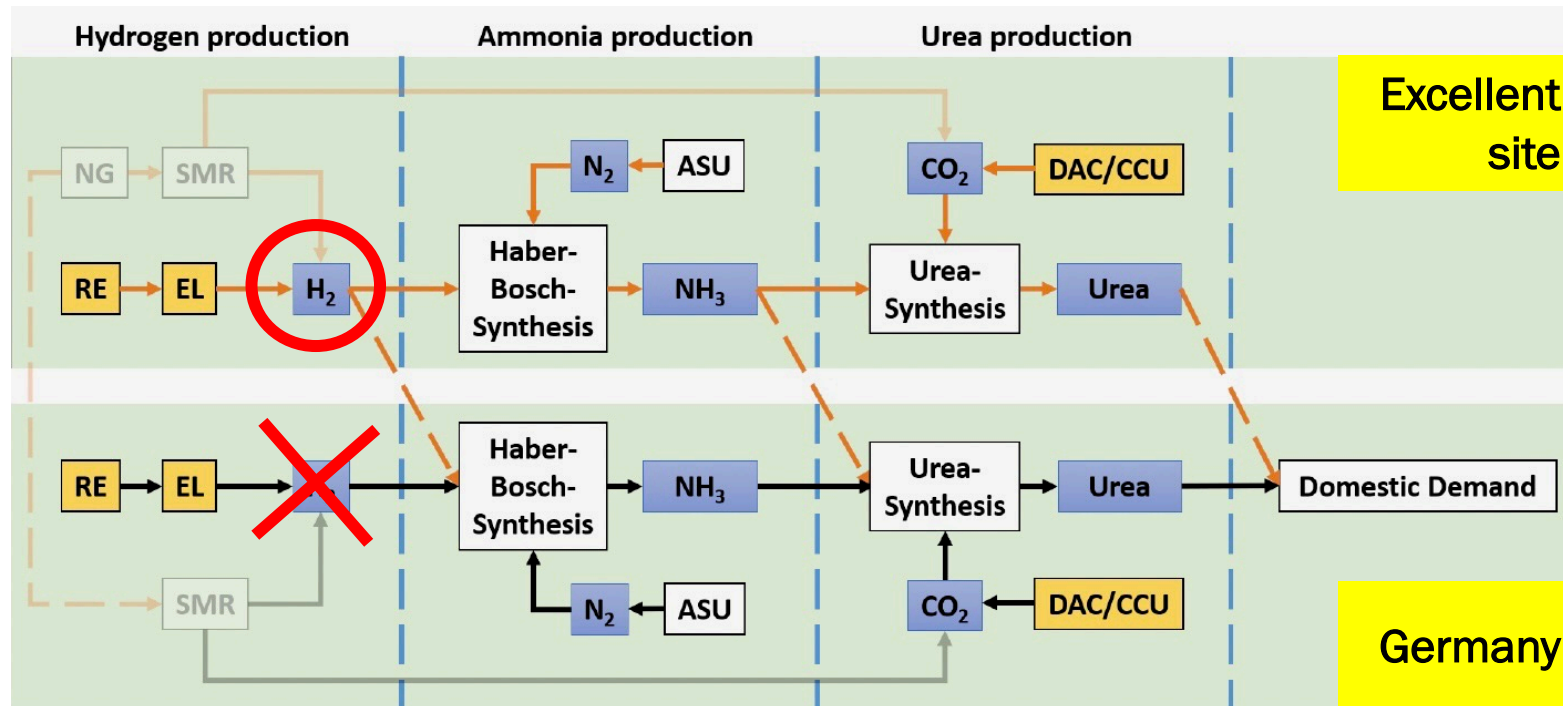 Hydrogen production Ammonia production Urea production
Excellent
site
NG SMR N₂ ASU CO₂ DAC/CCU
RE EL H₂
Haber-
Bosch-
Synthesis
NH₃
Urea-
Synthesis
Urea
RE EL
Haber-
Bosch-
Synthesis
NH₃
Urea-
Synthesis
Urea
Domestic Demand
SMR N₂ ASU CO₂ DAC/CCU
Germany